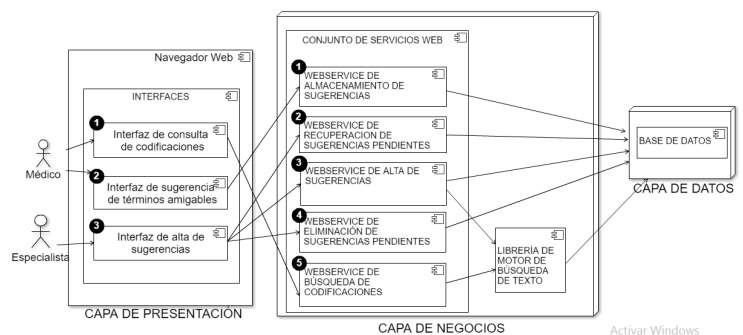 Navegador Web
INTERFACES
1
Interfaz de consulta
de codificaciones
2
Interfaz de sugerencia
de términos amigables
3
Interfaz de alta de
sugerencias
Médico
Especialista
CAPA DE PRESENTACIÓN
CONJUNTO DE SERVICIOS WEB
1
WEBSERVICE DE
ALMACENAMIENTO DE
SUGERENCIAS
2
WEBSERVICE DE
RECUPERACION DE
SUGERENCIAS PENDIENTES
3
WEBSERVICE DE ALTA DE
SUGERENCIAS
4
WEBSERVICE DE
ELIMINACIÓN DE
SUGERENCIAS PENDIENTES
5
WEBSERVICE DE
BÚSQUEDA DE
CODIFICACIONES
LIBRERÍA DE
MOTOR DE
BÚSQUEDA
DE TEXTO
CAPA DE NEGOCIOS
BASE DE DATOS
CAPA DE DATOS
Activar Windows